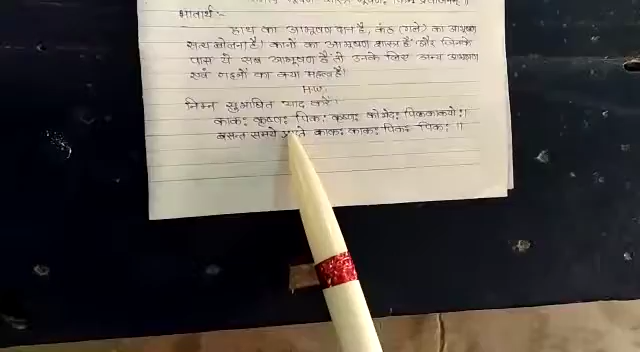 भावार्थ :-
हाथ का आभूषण दान है, कंठ (गले) का आभूषण
सत्य बोलना है। कानों का आभूषण शास्त्र है और जिनके
पास ये सब आभूषण है तो उनके लिए अन्य आभूषण
एवं गहनों का क्या महत्व है।
H.W.
निम्न सुभाषित याद करें।
काकः कृष्णः पिकः कृष्णः को भेदः पिककाकयोः।
बसन्त समये काकः काकः पिकः पिकः ॥